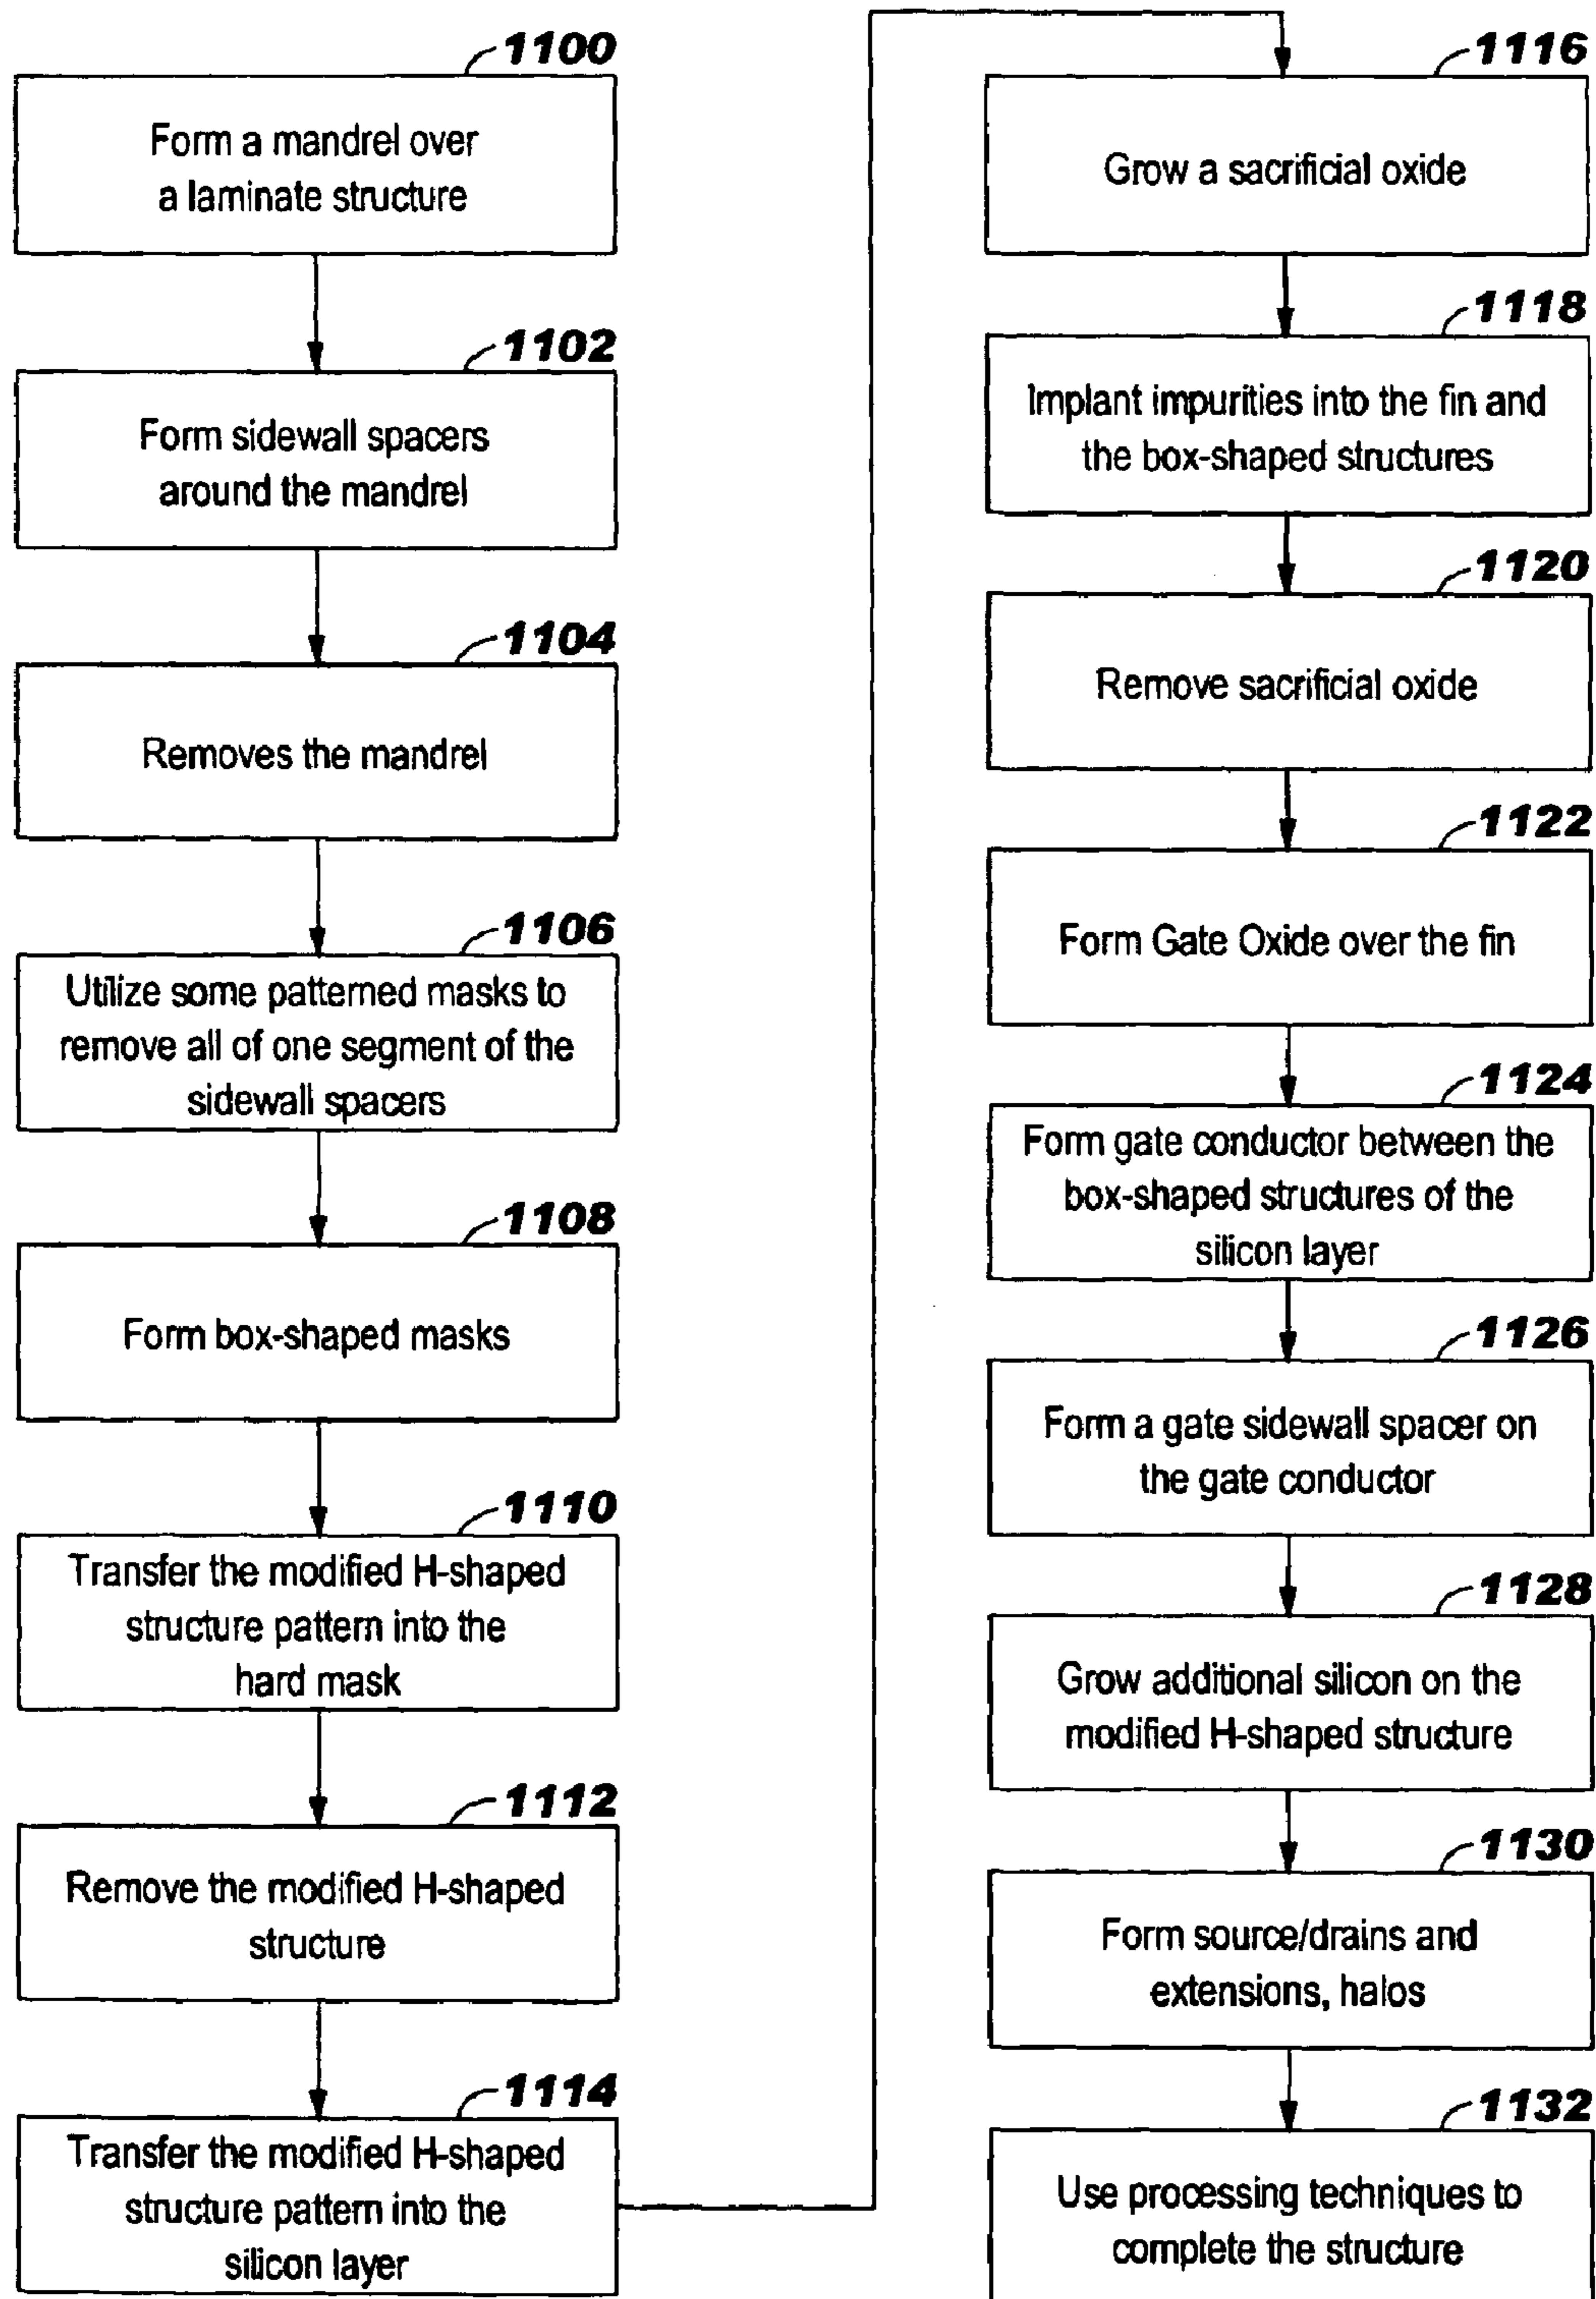 1100
Form a mandrel over
a laminate structure
1102
Form sidewall spacers
around the mandrel
1104
Removes the mandrel
1106
Utilize some patterned masks to
remove all of one segment of the
sidewall spacers
1108
Form box-shaped masks
1110
Transfer the modified H-shaped
structure pattern into the
hard mask
1112
Remove the modified H-shaped
structure
1114
Transfer the modified H-shaped
structure pattern into the
silicon layer
1116
Grow a sacrificial oxide
1118
Implant impurities into the fin and
the box-shaped structures
1120
Remove sacrificial oxide
1122
Form Gate Oxide over the fin
1124
Form gate conductor between the
box-shaped structures of the
silicon layer
1126
Form a gate sidewall spacer on
the gate conductor
1128
Grow additional silicon on the
modified H-shaped structure
1130
Form source/drains and
extensions, halos
1132
Use processing techniques to
complete the structure